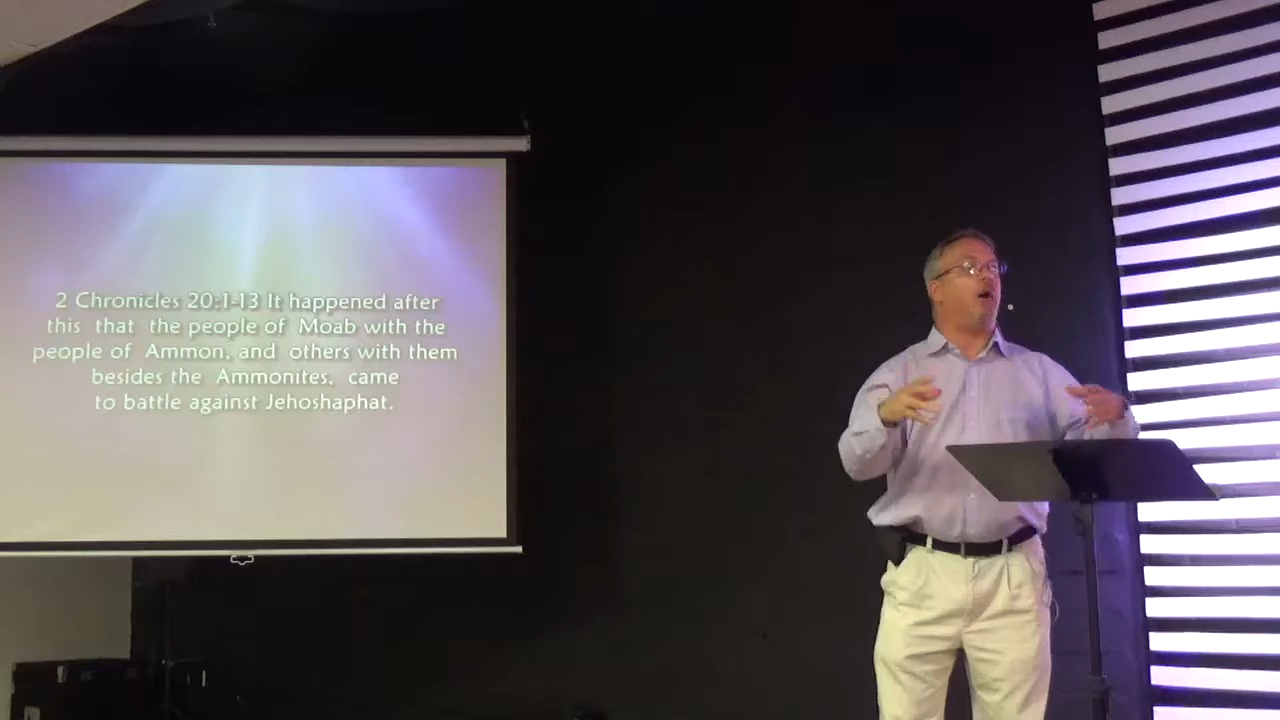 2 Chronicles 20:1-13 It happened after
this that the people of Moab with the
people of Ammon, and others with them
besides the Ammonites, came
to battle against Jehoshaphat.